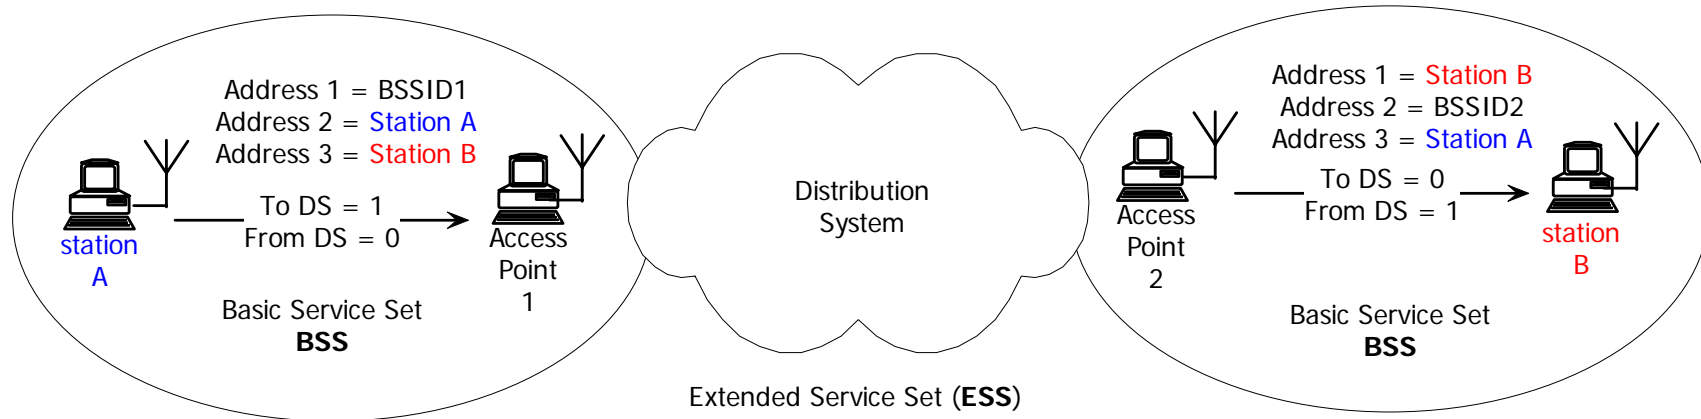 Address 1 = BSSID1
Address 2 = Station A
Address 3 = Station B
To DS = 1
From DS = 0
station
A
Access
Point
1
Basic Service Set
BSS
Distribution
System
Extended Service Set (ESS)
Address 1 = Station B
Address 2 = BSSID2
Address 3 = Station A
To DS = 0
From DS = 1
Access
Point
2
station
B
Basic Service Set
BSS